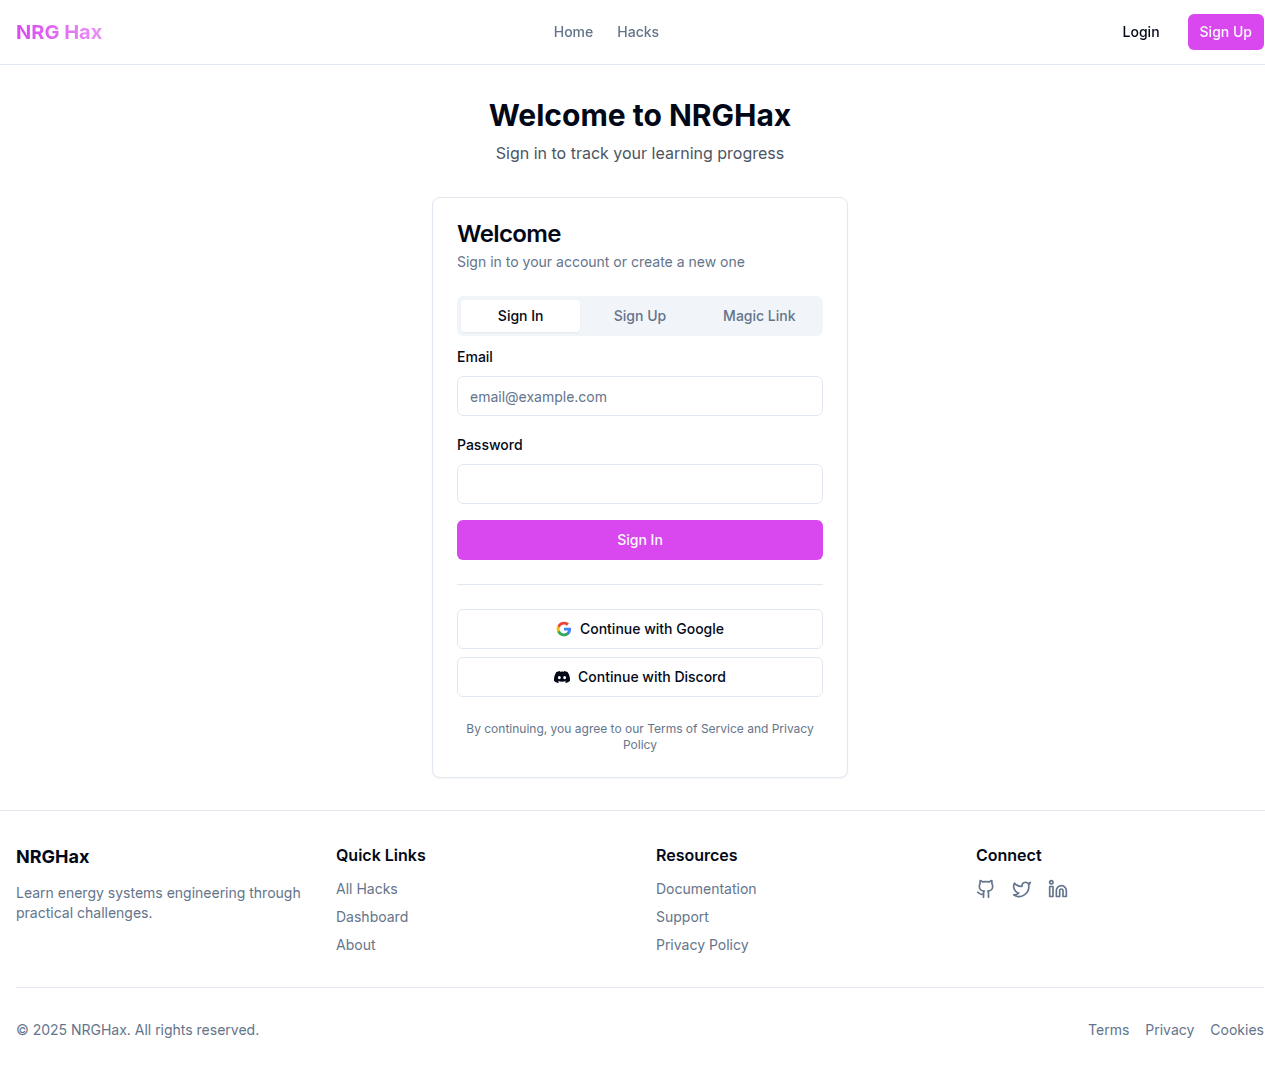 NRG Hax
Home
Hacks
Login
Sign Up
Welcome to NRGHax
Sign in to track your learning progress
Welcome
Sign in to your account or create a new one
Sign In
Sign Up
Magic Link
Email
email@example.com
Password
Sign In
Continue with Google
Continue with Discord
By continuing, you agree to our Terms of Service and Privacy
Policy
NRGHax
Learn energy systems engineering through
practical challenges.
Quick Links
All Hacks
Dashboard
About
Resources
Documentation
Support
Privacy Policy
Connect
© 2025 NRGHax. All rights reserved.
Terms
Privacy
Cookies